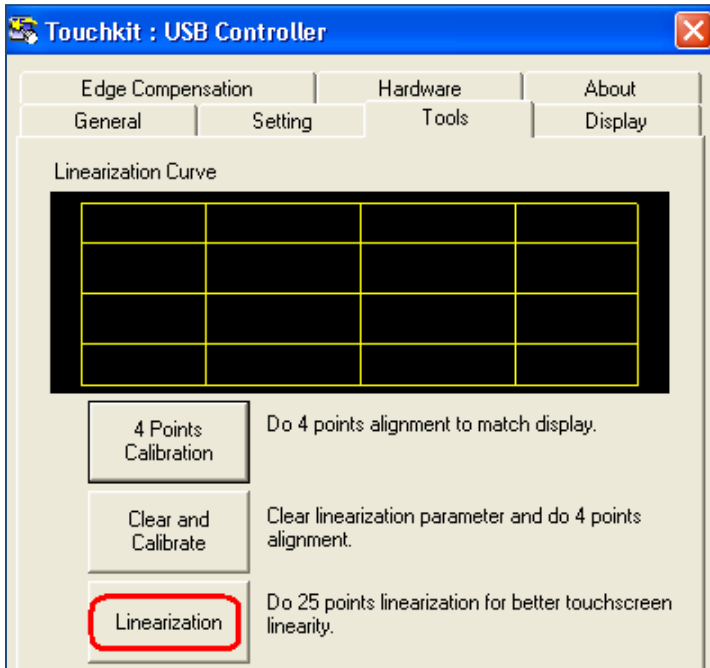 Touchkit : USB Controller
Edge Compensation
Hardware
About
General
Setting
Tools
Display
Linearization Curve
4 Points
Calibration
Do 4 points alignment to match display.
Clear and
Calibrate
Clear linearization parameter and do 4 points
alignment.
Linearization
Do 25 points linearization for better touchscreen
linearity.